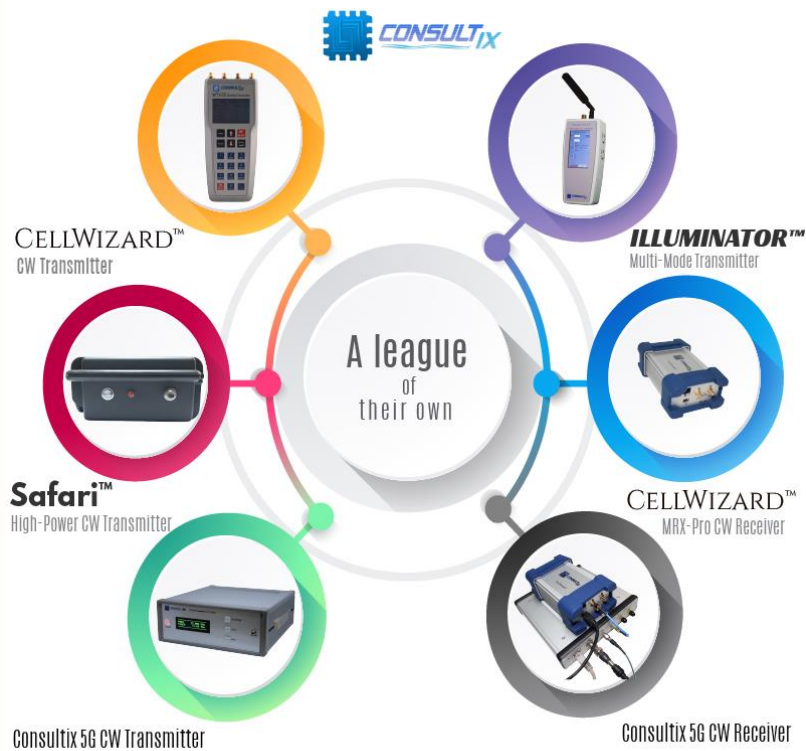 CONSULTIX
CELLWIZARD™
CW Transmitter
ILLUMINATOR™
Multi-Mode Transmitter
A league
of
their own
Safari™
High-Power CW Transmitter
CELLWIZARD™
MRX-Pro CW Receiver
Consultix 5G CW Transmitter
Consultix 5G CW Receiver